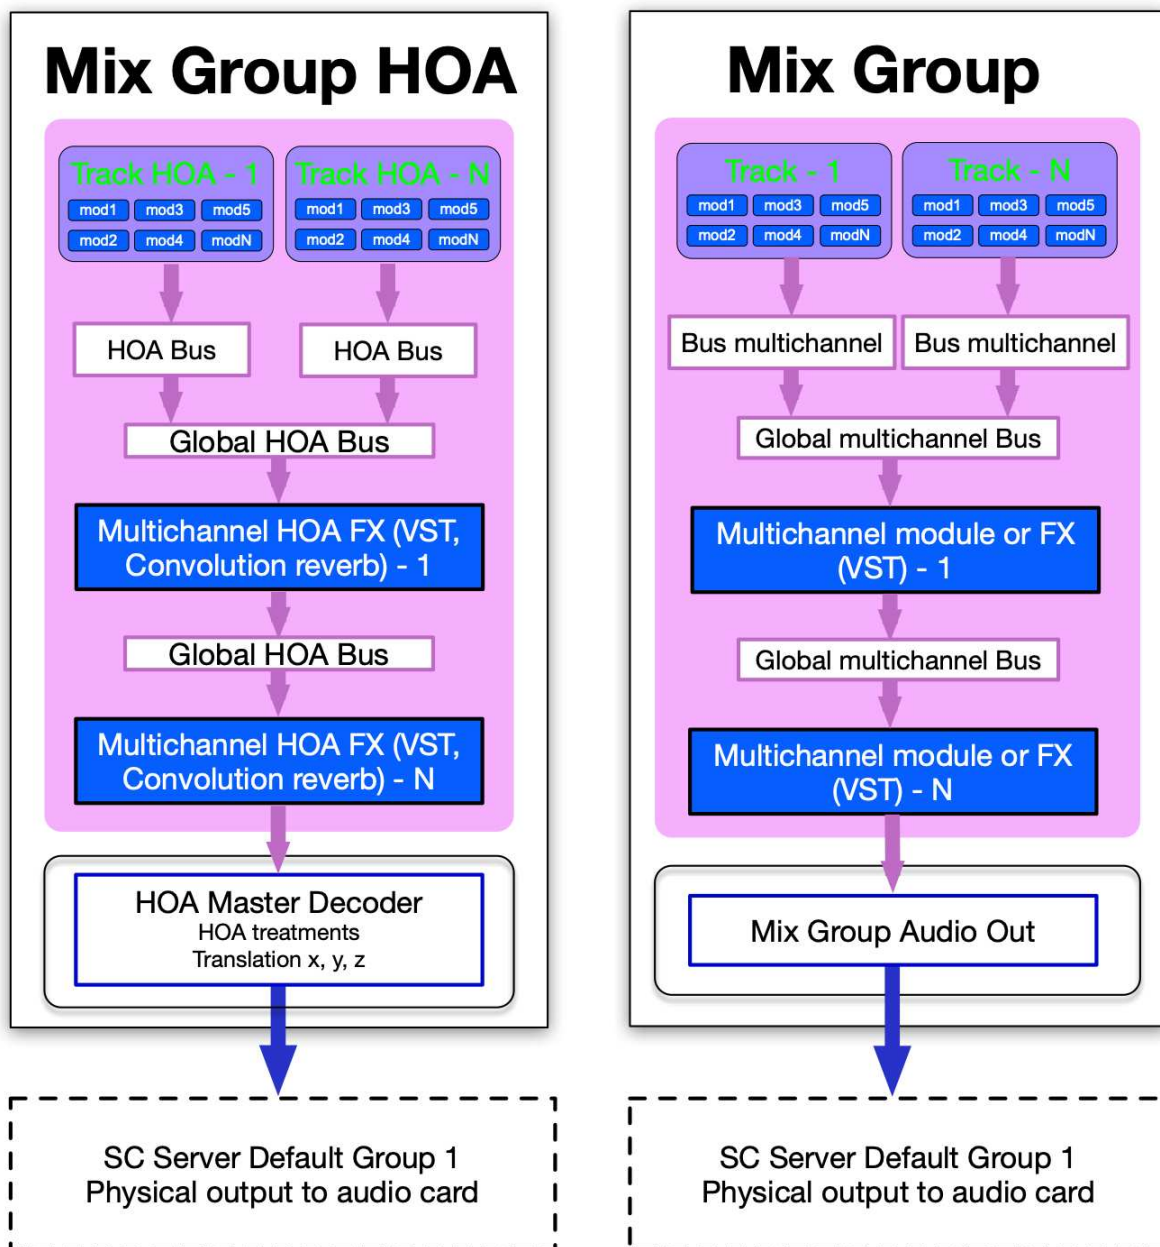 Mix Group HOA
Track HOA - 1
mod1 mod3 mod5
mod2 mod4 modN
Track HOA - N
mod1 mod3 mod5
mod2 mod4 modN
HOA Bus
HOA Bus
Global HOA Bus
Multichannel HOA FX (VST,
Convolution reverb) - 1
Global HOA Bus
Multichannel HOA FX (VST,
Convolution reverb) - N
HOA Master Decoder
HOA treatments
Translation x, y, z
SC Server Default Group 1
Physical output to audio card
Mix Group
Track - 1
mod1 mod3 mod5
mod2 mod4 modN
Track - N
mod1 mod3 mod5
mod2 mod4 modN
Bus multichannel
Bus multichannel
Global multichannel Bus
Multichannel module or FX
(VST) - 1
Global multichannel Bus
Multichannel module or FX
(VST) - N
Mix Group Audio Out
SC Server Default Group 1
Physical output to audio card